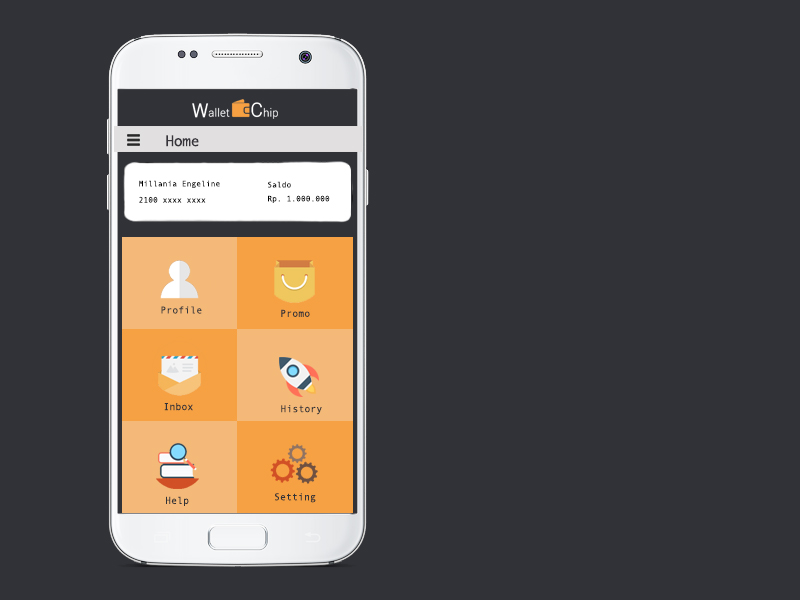 Wallet Chip
Home
Millania Engeline
Saldo
2100 xxxx xxxx
Rp. 1.000.000
Profile
Promo
Inbox
History
Help
Setting